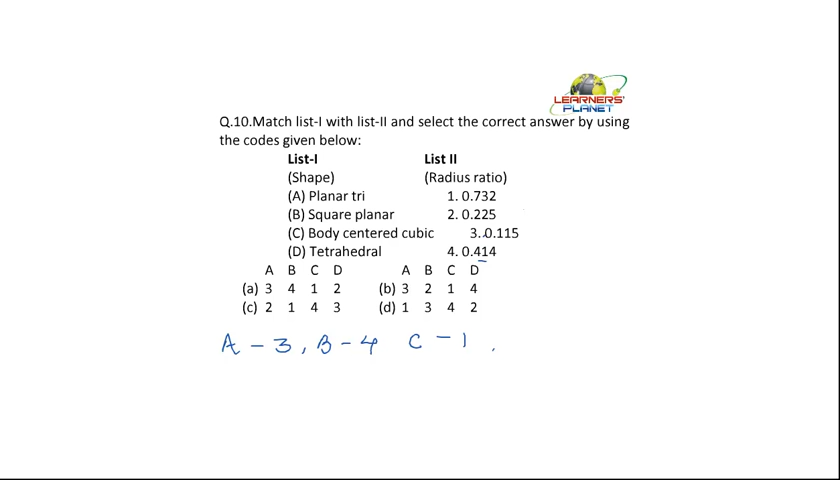 LEARNERS'
PLANET
Q.10.Match list-I with list-II and select the correct answer by using
the codes given below:
List-I List II
(Shape) (Radius ratio)
(A) Planar tri 1. 0.732
(B) Square planar 2. 0.225
(C) Body centered cubic 3. 0.115
(D) Tetrahedral 4. 0.414
A B C D A B C D
(a) 3 4 1 2 (b) 3 2 1 4
(c) 2 1 4 3 (d) 1 3 4 2
A - 3, B - 4 C - 1